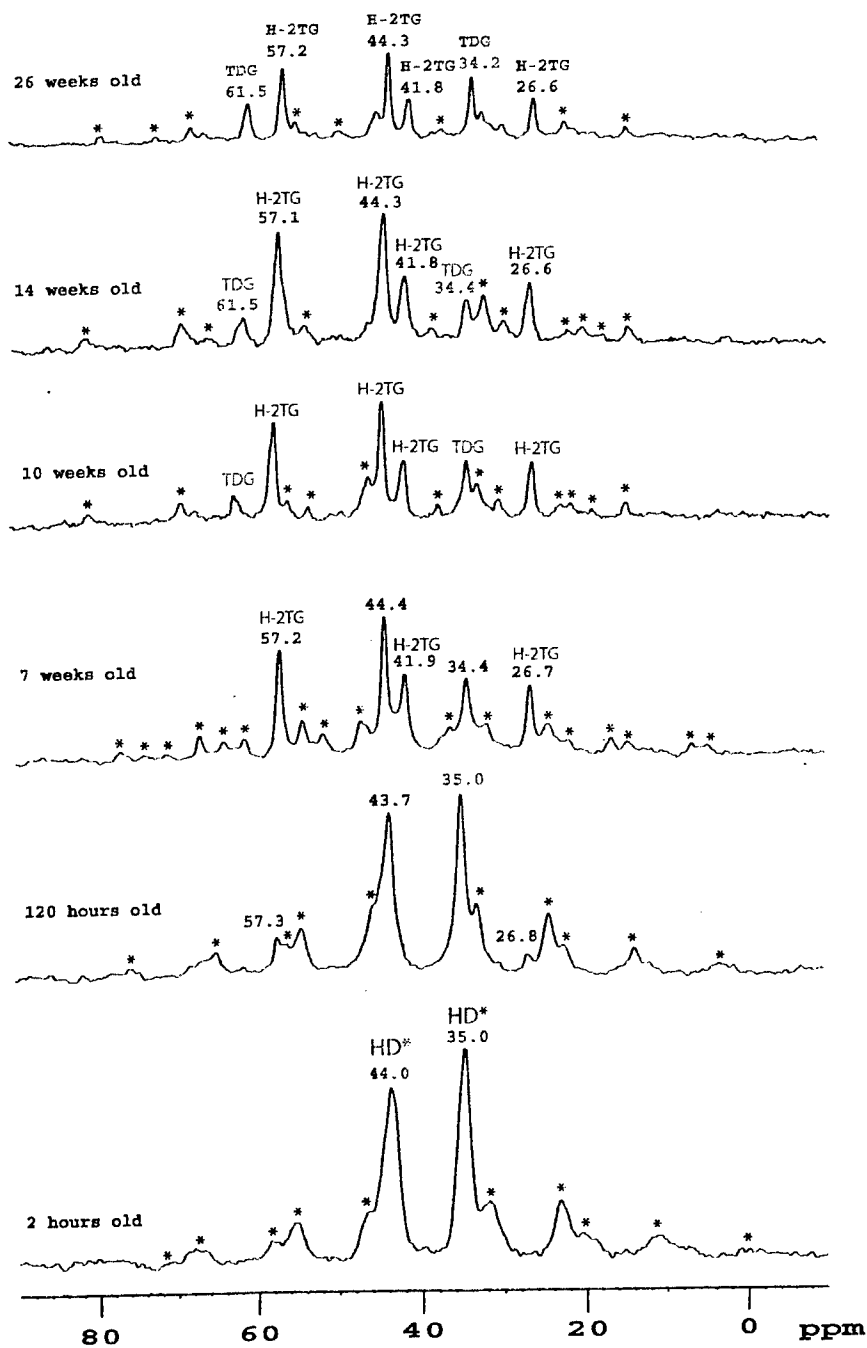 H-2TG
57.2
H-2TG
44.3
TDG
34.2
H-2TG
41.8
H-2TG
26.6
TDG
61.5
26 weeks old
* * * * * * * *
H-2TG
57.1
H-2TG
44.3
H-2TG
41.8
TDG
34.4
H-2TG
26.6
TDG
61.5
14 weeks old
* * * * * * * * * * *
H-2TG
H-2TG
H-2TG
TDG
H-2TG
TDG
10 weeks old
* * * * * * * * * * * *
H-2TG
57.2
44.4
H-2TG
41.9
34.4
H-2TG
26.7
7 weeks old
* * * * * * * * * * * * * * * * *
43.7
35.0
57.3
26.8
120 hours old
* * * * * * * * * *
HD*
44.0
HD*
35.0
2 hours old
* * * * * * * * * *
80 60 40 20 0 ppm